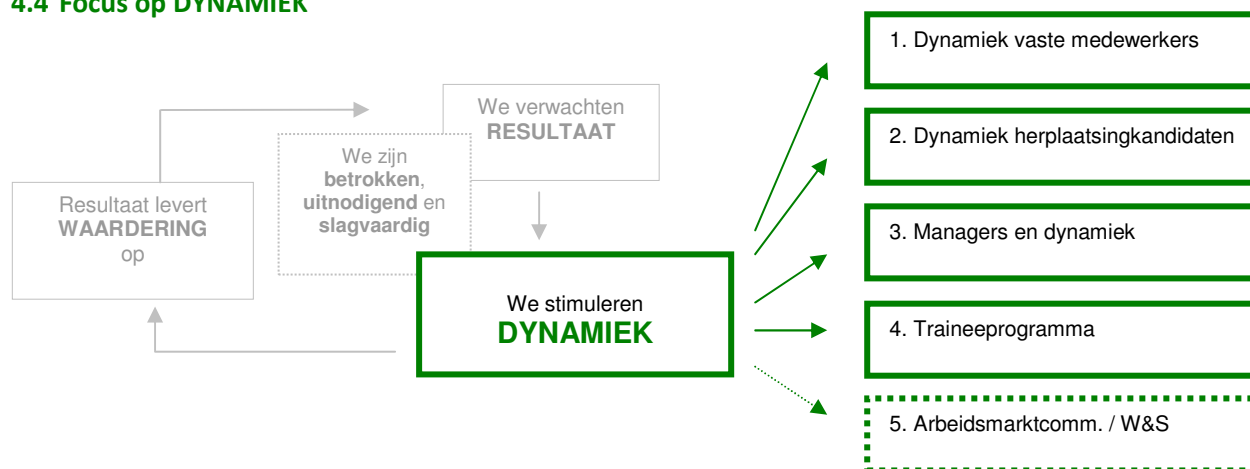 4.4 Focus op DYNAMIEK
We verwachten
RESULTAAT
We zijn
betrokken,
uitnodigend en
slagvaardig
Resultaat levert
WAARDERING
op
We stimuleren
DYNAMIEK
1. Dynamiek vaste medewerkers
2. Dynamiek herplaatsingkandidaten
3. Managers en dynamiek
4. Traineeprogramma
5. Arbeidsmarktcomm. / W&S